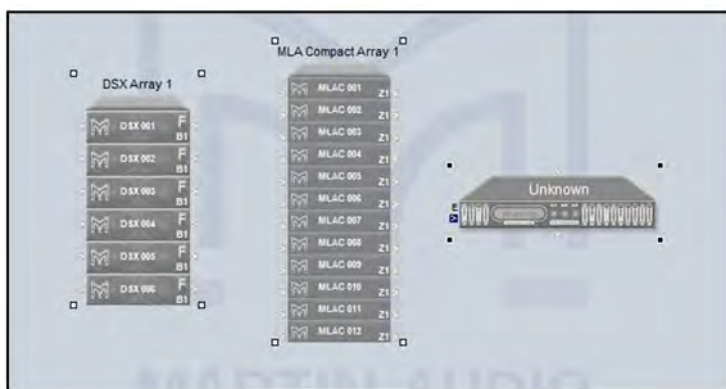 DSX Array 1
DSX 001 F B1
DSX 002 F B1
DSX 003 F B1
DSX 004 F B1
DSX 005 F B1
DSX 006 F B1
MLA Compact Array 1
MLAC 001 Z1
MLAC 002 Z1
MLAC 003 Z1
MLAC 004 Z1
MLAC 005 Z1
MLAC 006 Z1
MLAC 007 Z1
MLAC 008 Z1
MLAC 009 Z1
MLAC 010 Z1
MLAC 011 Z1
MLAC 012 Z1
Unknown
MARTIN AUDIO